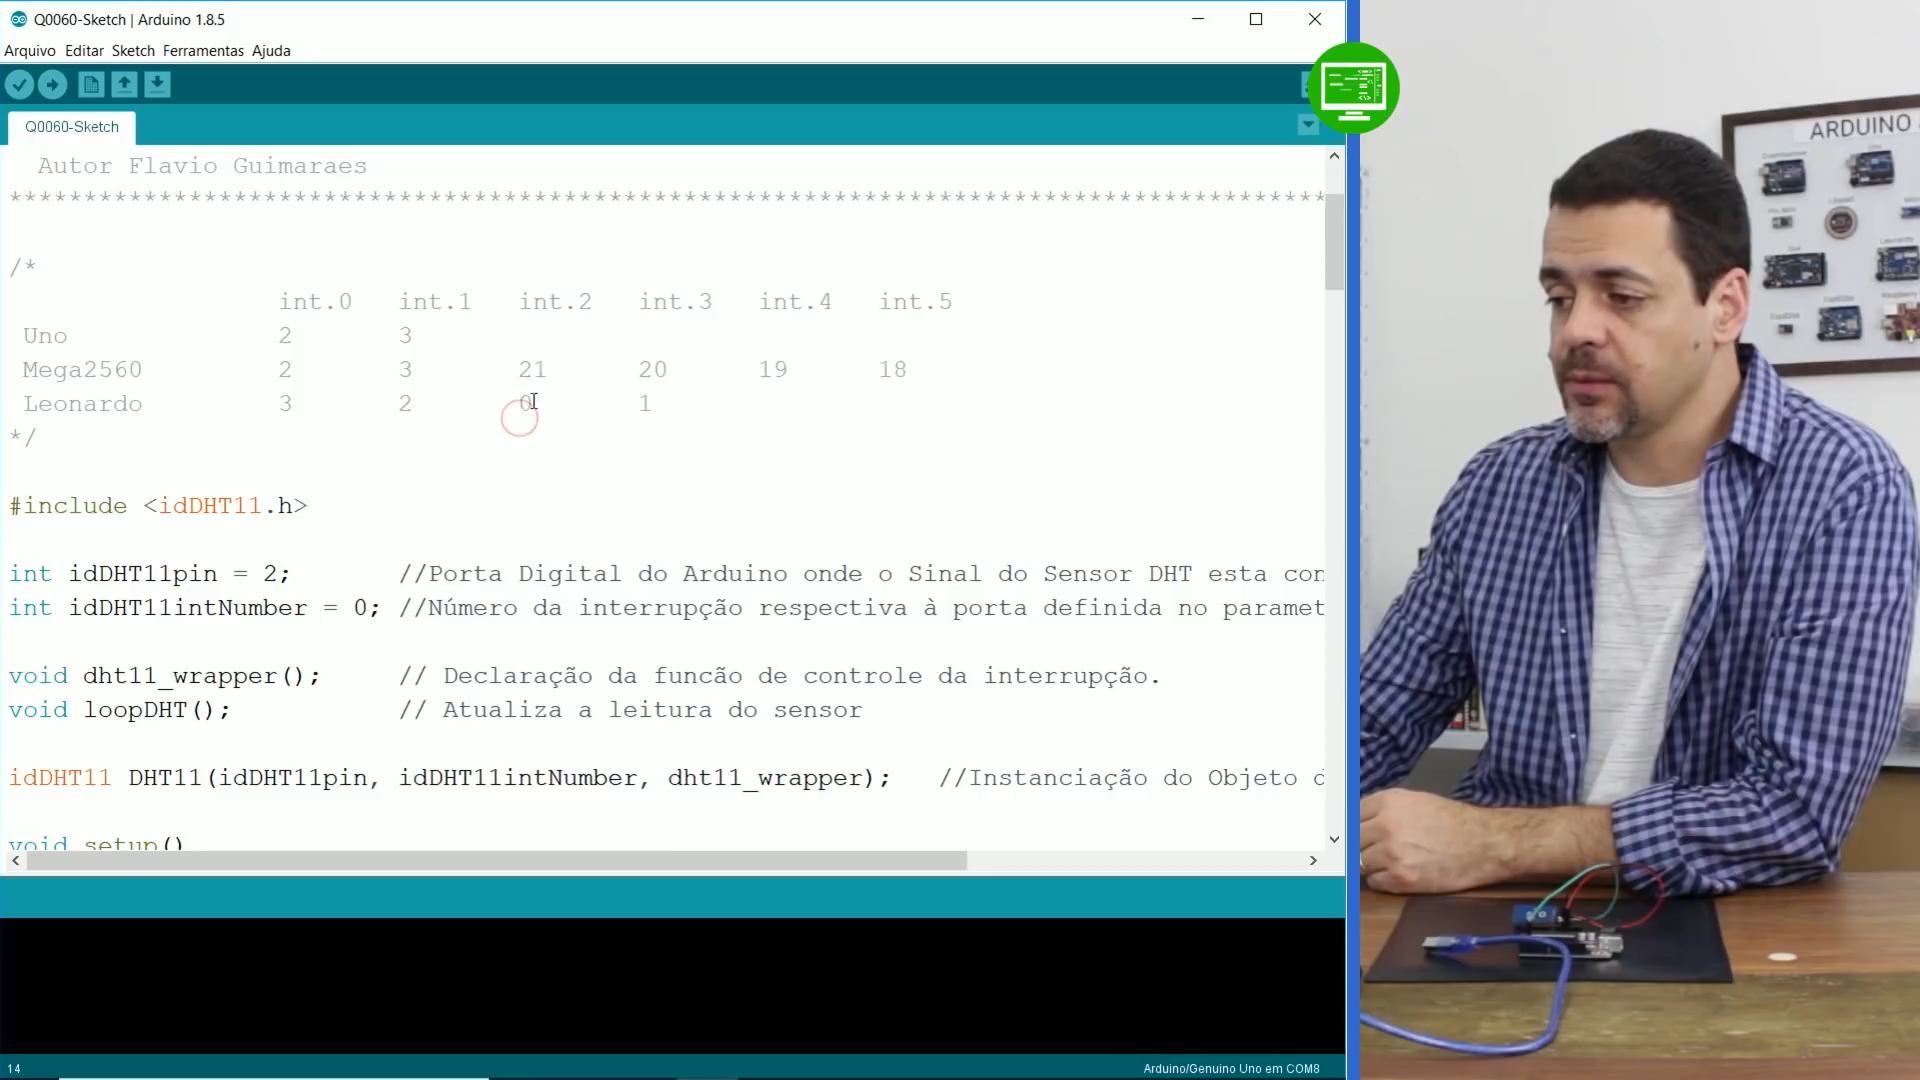 Q0060-Sketch | Arduino 1.8.5
Arquivo Editar Sketch Ferramentas Ajuda
Q0060-Sketch
Autor Flavio Guimaraes
****************************************************************************************
/*
int.0 int.1 int.2 int.3 int.4 int.5
Uno 2 3
Mega2560 2 3 21 20 19 18
Leonardo 3 2 0 1
*/
#include <idDHT11.h>
int idDHT11pin = 2; //Porta Digital do Arduino onde o Sinal do Sensor DHT esta con
int idDHT11intNumber = 0; //Número da interrupção respectiva à porta definida no paramet
void dht11_wrapper(); // Declaração da funcão de controle da interrupção.
void loopDHT(); // Atualiza a leitura do sensor
idDHT11 DHT11(idDHT11pin, idDHT11intNumber, dht11_wrapper); //Instanciação do Objeto d
void setup()
14
Arduino/Genuino Uno em COM8
ARDUINO